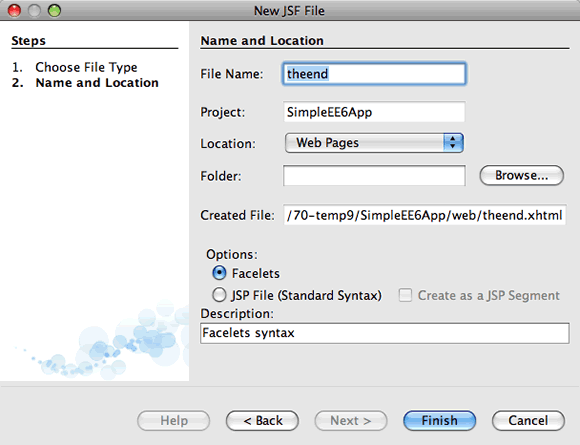 New JSF File
Steps
1. Choose File Type
2. Name and Location
Name and Location
File Name: theend
Project: SimpleEE6App
Location: Web Pages
Folder: Browse...
Created File: /70-temp9/SimpleEE6App/web/theend.xhtml
Options:
Facelets
JSP File (Standard Syntax) Create as a JSP Segment
Description:
Facelets syntax
Help < Back Next > Finish Cancel